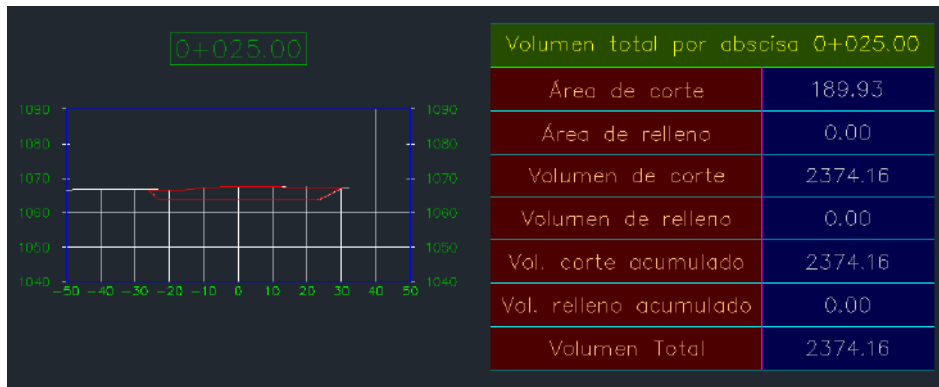 0+025.00
1090 1090
1080 1080
1070 1070
1060 1060
1050 1050
1040 1040
-50 -40 -30 -20 -10 0 10 20 30 40 50
Volumen total por abscisa 0+025.00
Área de corte 189.93
Área de relleno 0.00
Volumen de corte 2374.16
Volumen de relleno 0.00
Vol. corte acumulado 2374.16
Vol. relleno acumulado 0.00
Volumen Total 2374.16